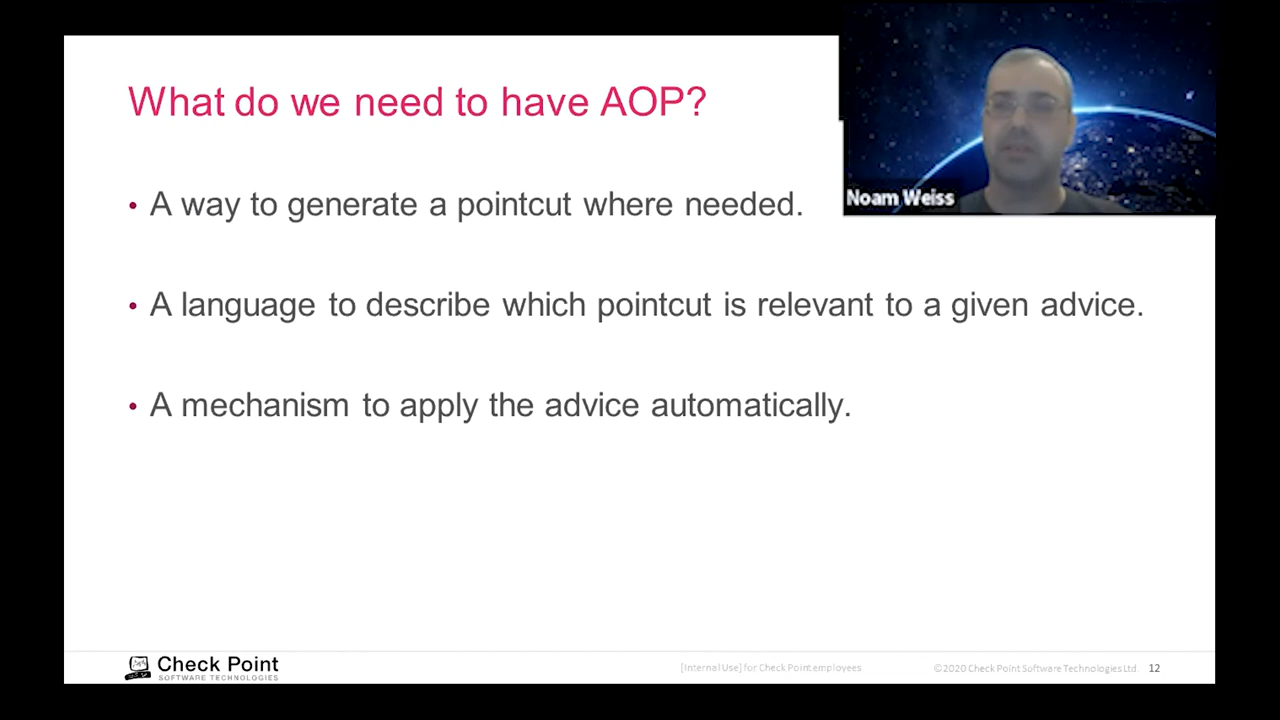 What do we need to have AOP?
Noam Weiss
• A way to generate a pointcut where needed.
• A language to describe which pointcut is relevant to a given advice.
• A mechanism to apply the advice automatically.
Check Point
SOFTWARE TECHNOLOGIES
[Internal Use] for Check Point employees
©2020 Check Point Software Technologies Ltd.
12